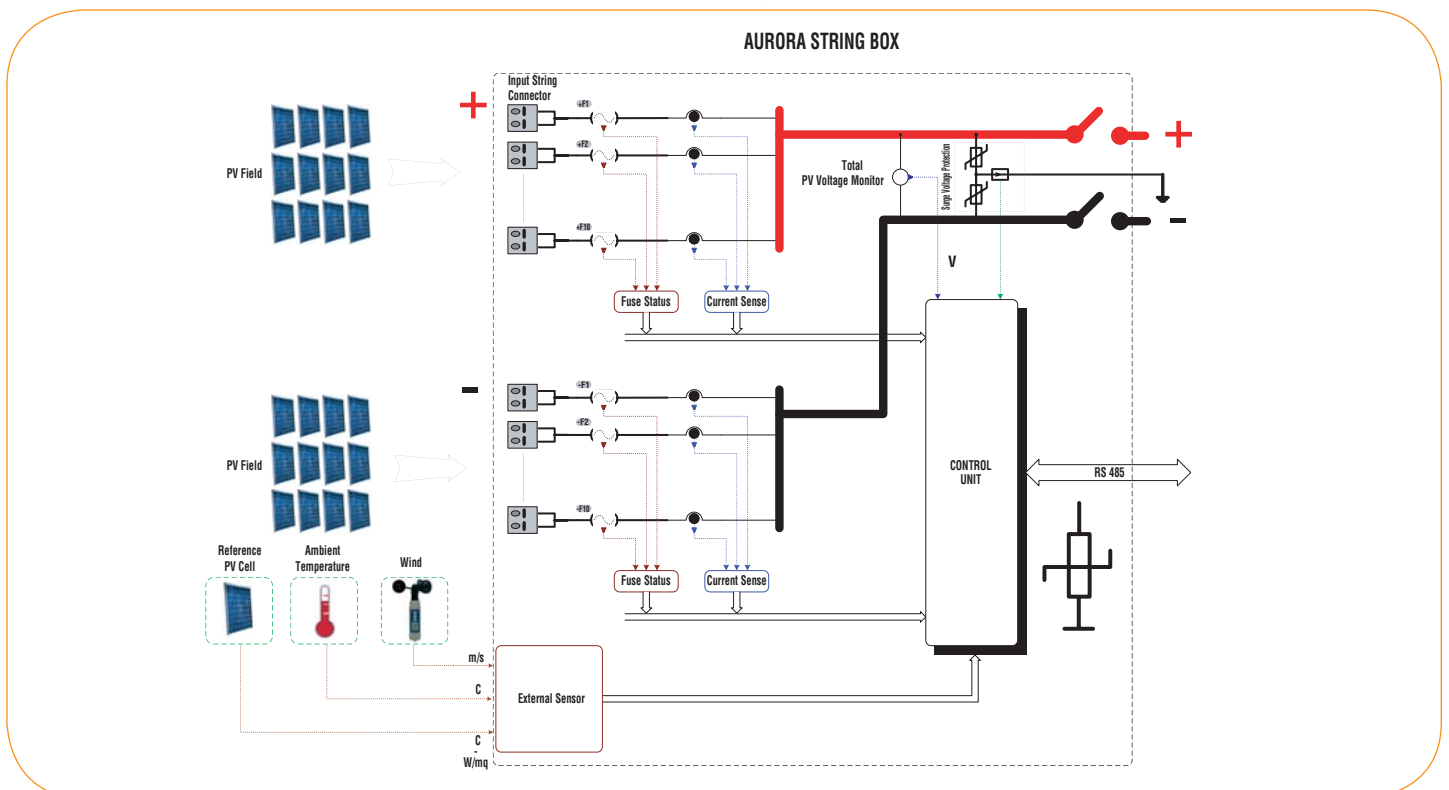 AURORA STRING BOX
Input String
Connector
+
+F1
+F2
+F10
PV Field
Total
PV Voltage Monitor
Surge Voltage Protection
+
-
V
Fuse Status
Current Sense
-
-F1
-F2
-F10
PV Field
CONTROL
UNIT
RS 485
Fuse Status
Current Sense
Reference
PV Cell
Ambient
Temperature
Wind
m/s
C
External Sensor
C
-
W/mq